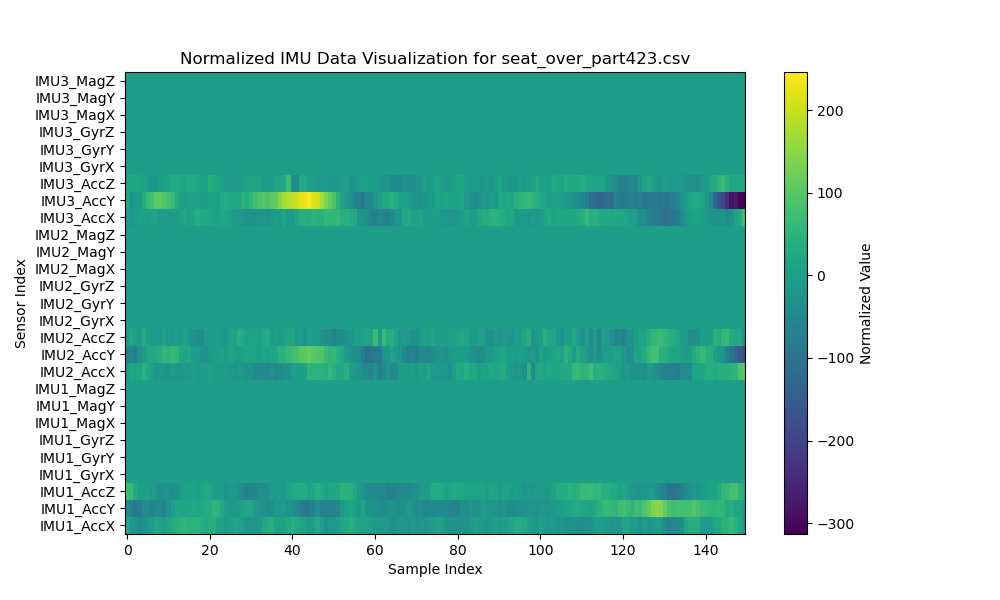 Normalized IMU Data Visualization for seat_over_part423.csv
Sensor Index
IMU3_MagZ
IMU3_MagY
IMU3_MagX
IMU3_GyrZ
IMU3_GyrY
IMU3_GyrX
IMU3_AccZ
IMU3_AccY
IMU3_AccX
IMU2_MagZ
IMU2_MagY
IMU2_MagX
IMU2_GyrZ
IMU2_GyrY
IMU2_GyrX
IMU2_AccZ
IMU2_AccY
IMU2_AccX
IMU1_MagZ
IMU1_MagY
IMU1_MagX
IMU1_GyrZ
IMU1_GyrY
IMU1_GyrX
IMU1_AccZ
IMU1_AccY
IMU1_AccX
0 20 40 60 80 100 120 140
Sample Index
200
100
0
−100
−200
−300
Normalized Value